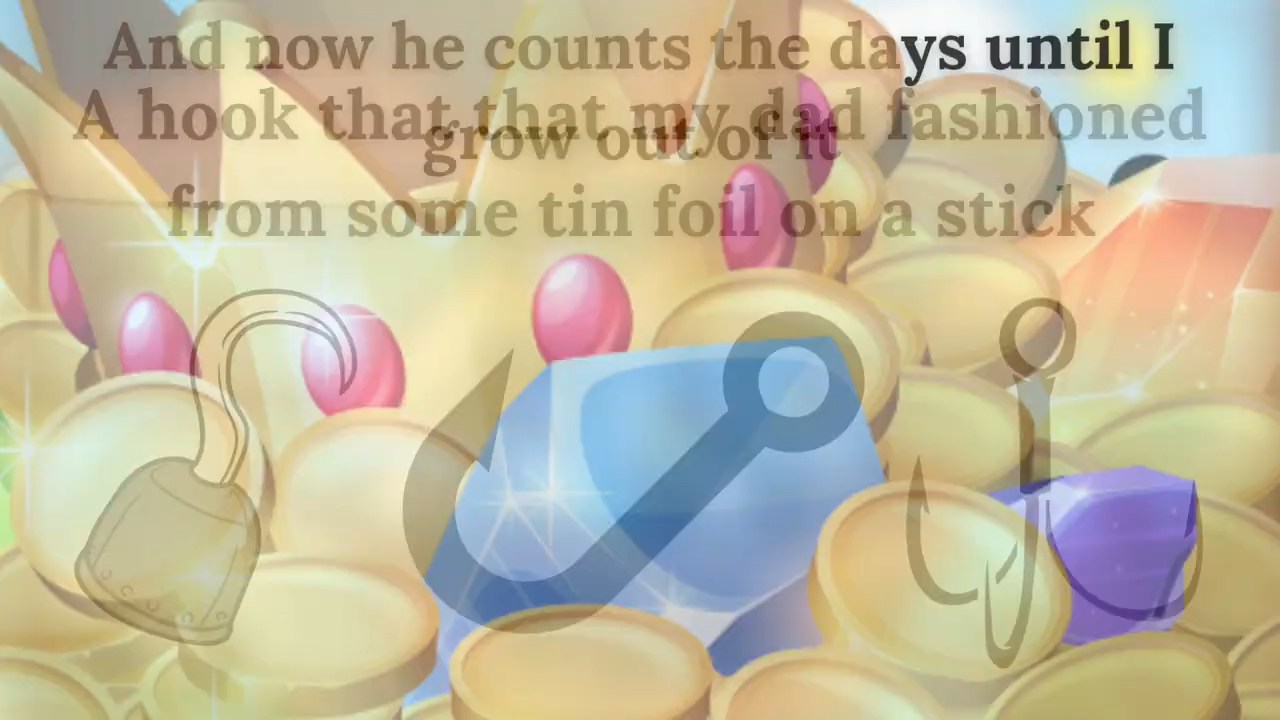 And now he counts the days until I
A hook that that my dad fashioned
grow out of it
from some tin foil on a stick